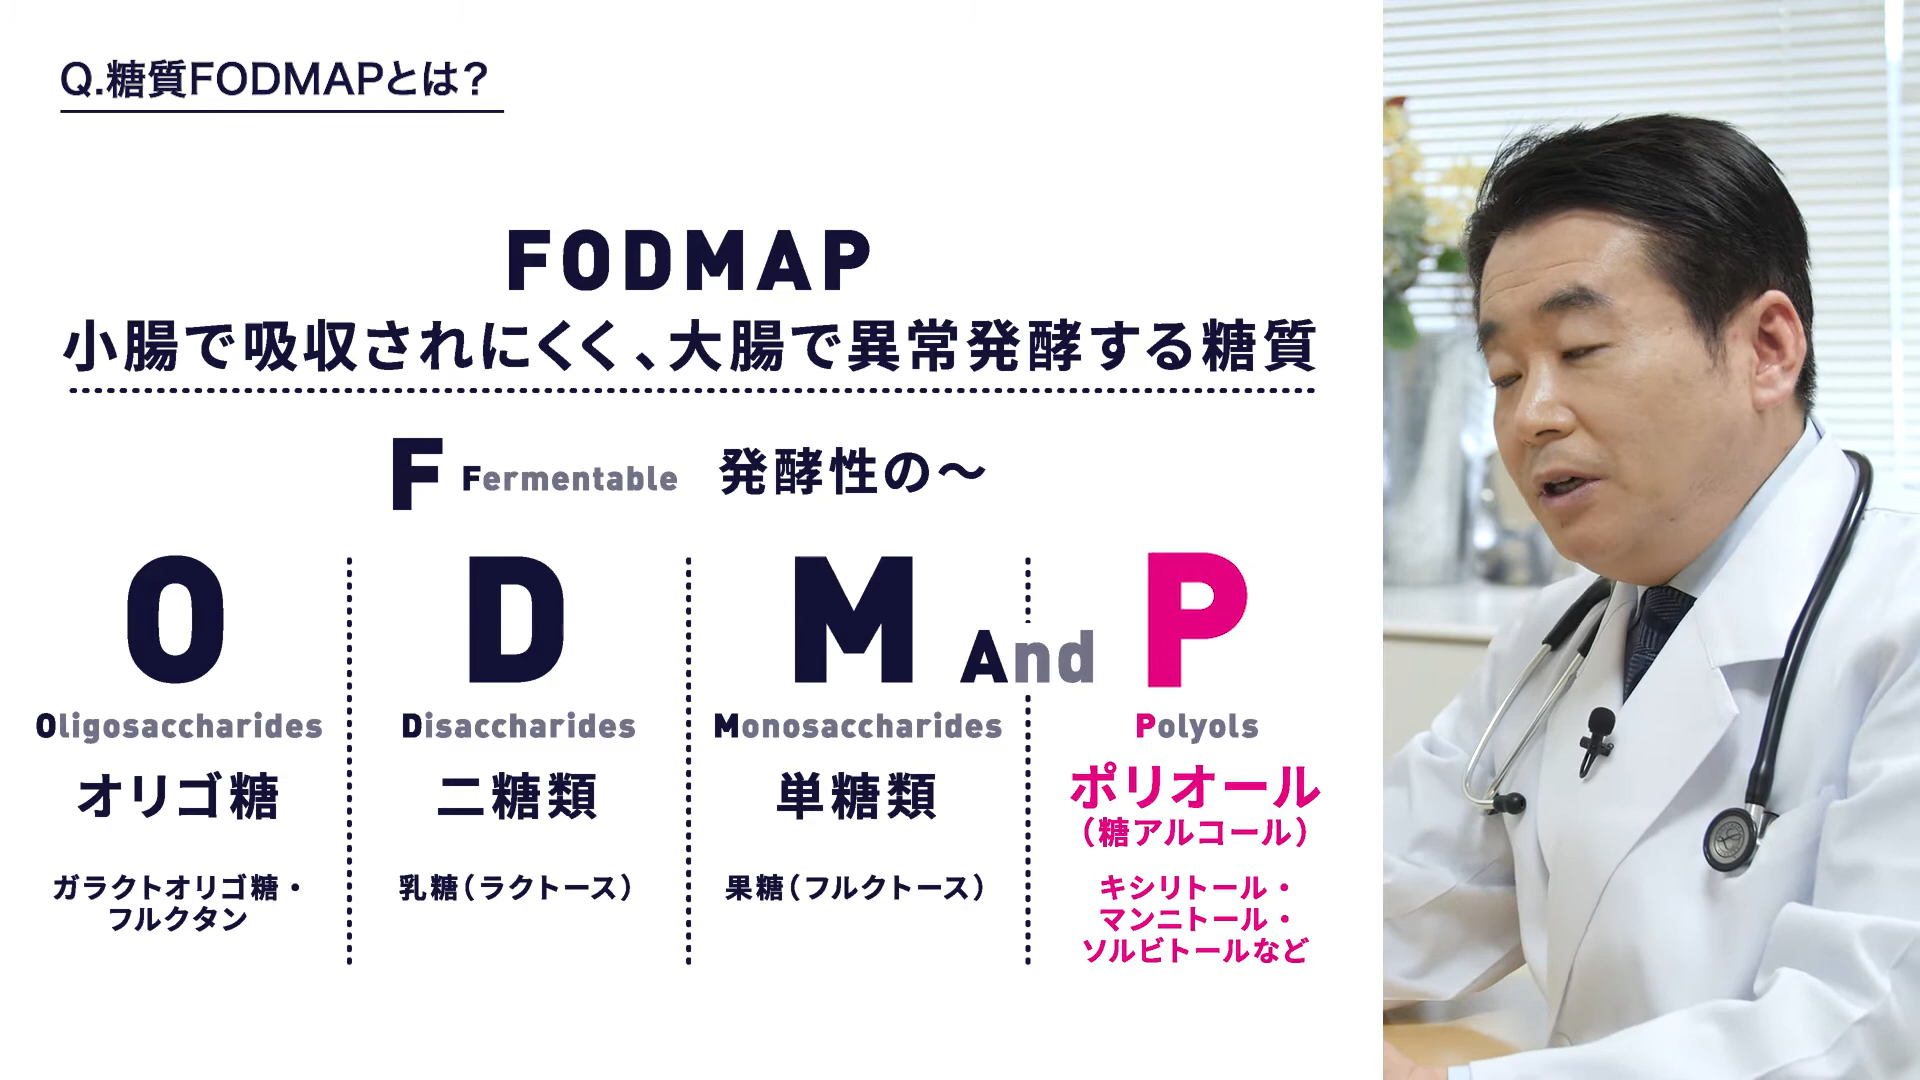 Q.糖質FODMAPとは？
FODMAP
小腸で吸収されにくく、大腸で異常発酵する糖質
F Fermentable 発酵性の〜
O D M And P
Oligosaccharides Disaccharides Monosaccharides Polyols
オリゴ糖 二糖類 単糖類 ポリオール
（糖アルコール）
ガラクトオリゴ糖・ 乳糖（ラクトース） 果糖（フルクトース） キシリトール・
フルクタン マンニトール・
ソルビトールなど